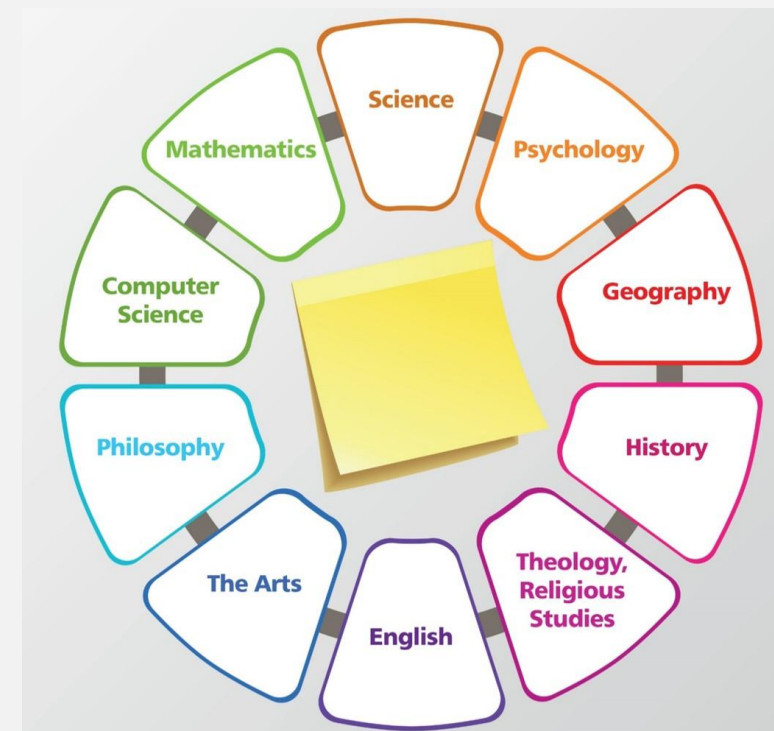 Science
Psychology
Geography
History
Theology,
Religious
Studies
English
The Arts
Philosophy
Computer
Science
Mathematics